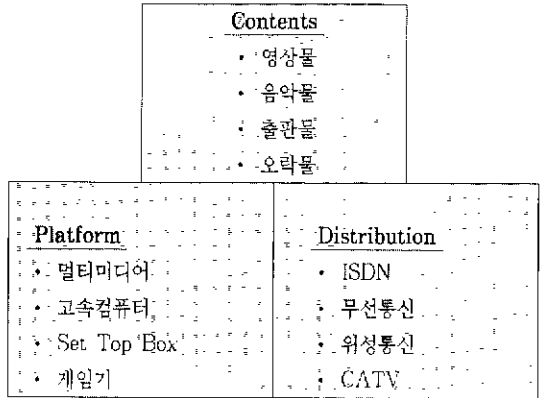 Contents
• 영상물
• 음악물
• 출판물
• 오락물
Platform
• 멀티미디어
• 고속컴퓨터
• Set Top Box
• 게임기
Distribution
• ISDN
• 무선통신
• 위성통신
• CATV